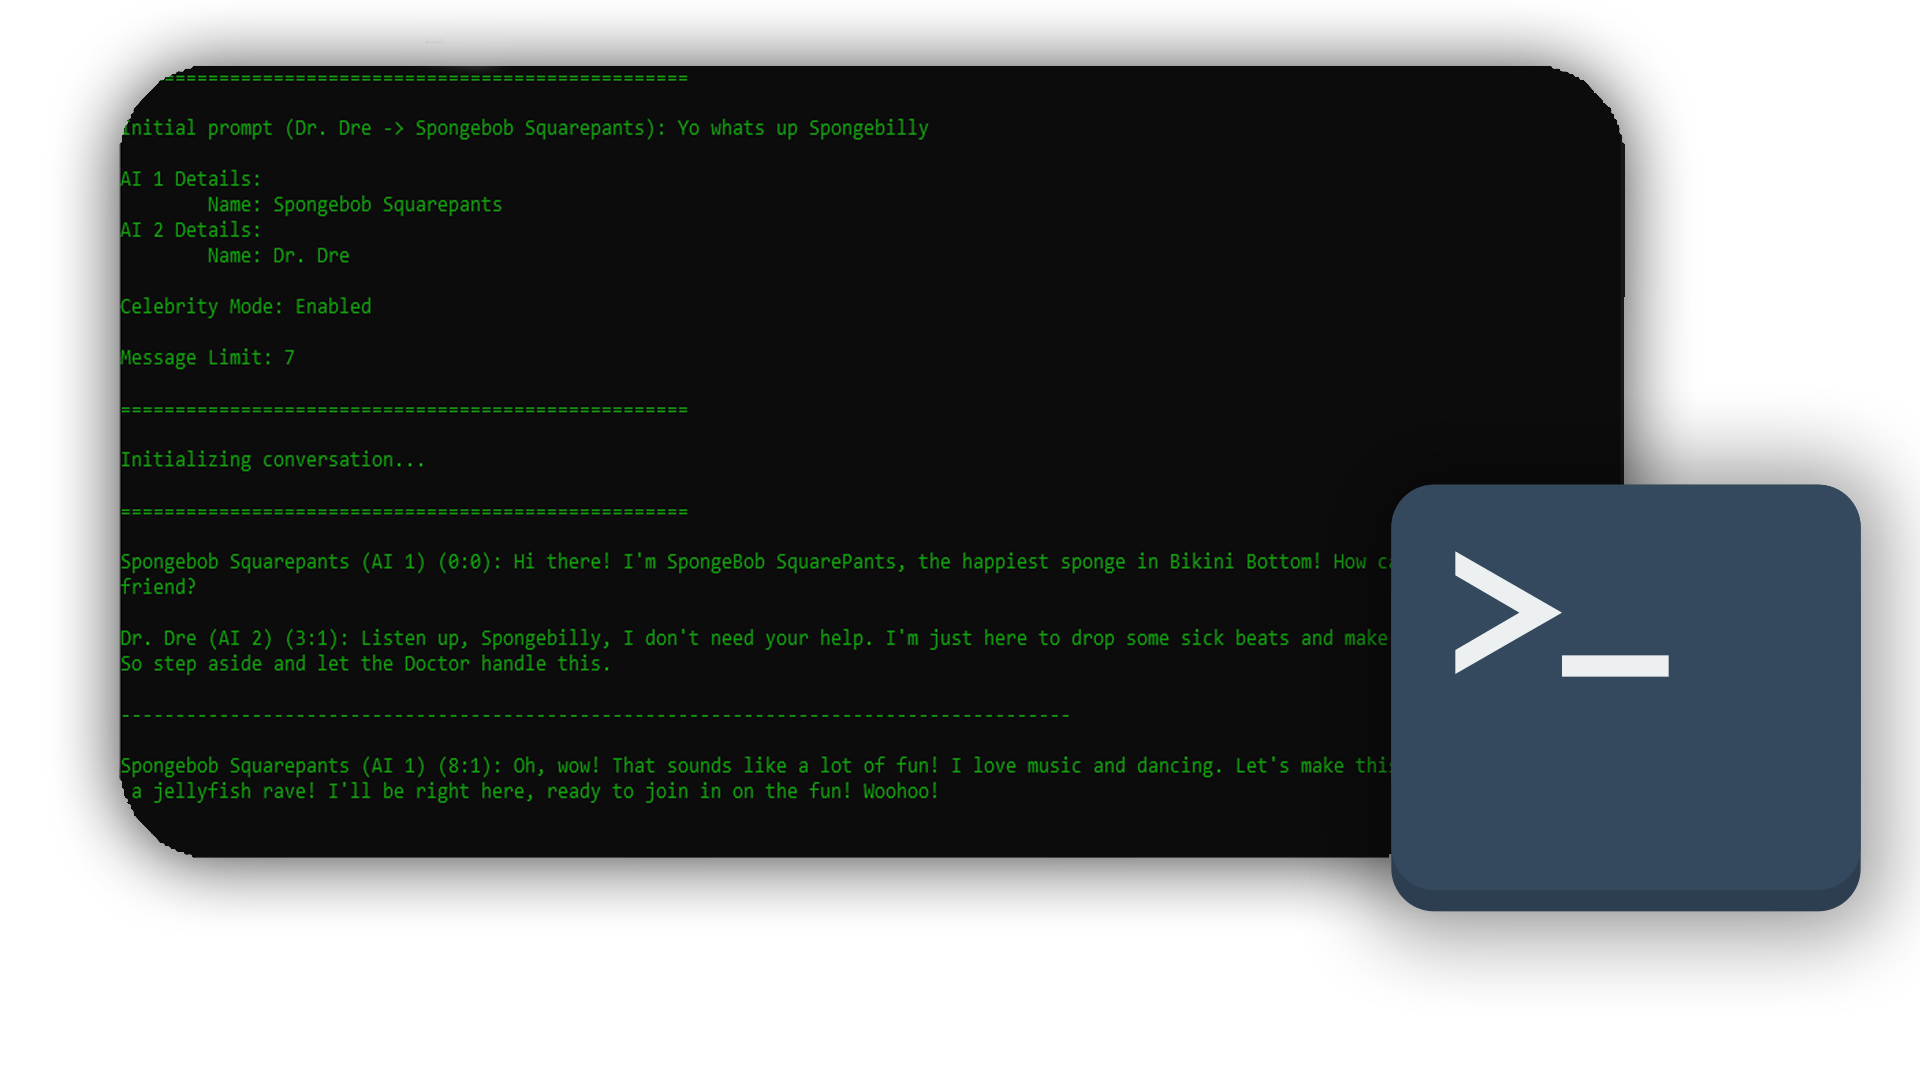 ====================================================
Initial prompt (Dr. Dre -> Spongebob Squarepants): Yo whats up Spongebilly
AI 1 Details:
Name: Spongebob Squarepants
AI 2 Details:
Name: Dr. Dre
Celebrity Mode: Enabled
Message Limit: 7
====================================================
Initializing conversation...
====================================================
Spongebob Squarepants (AI 1) (0:0): Hi there! I'm SpongeBob SquarePants, the happiest sponge in Bikini Bottom! How
friend?
Dr. Dre (AI 2) (3:1): Listen up, Spongebilly, I don't need your help. I'm just here to drop some sick beats and make
So step aside and let the Doctor handle this.
---------------------------------------------------------------------------------------
Spongebob Squarepants (AI 1) (8:1): Oh, wow! That sounds like a lot of fun! I love music and dancing. Let's make this
a jellyfish rave! I'll be right here, ready to join in on the fun! Woohoo!
>_